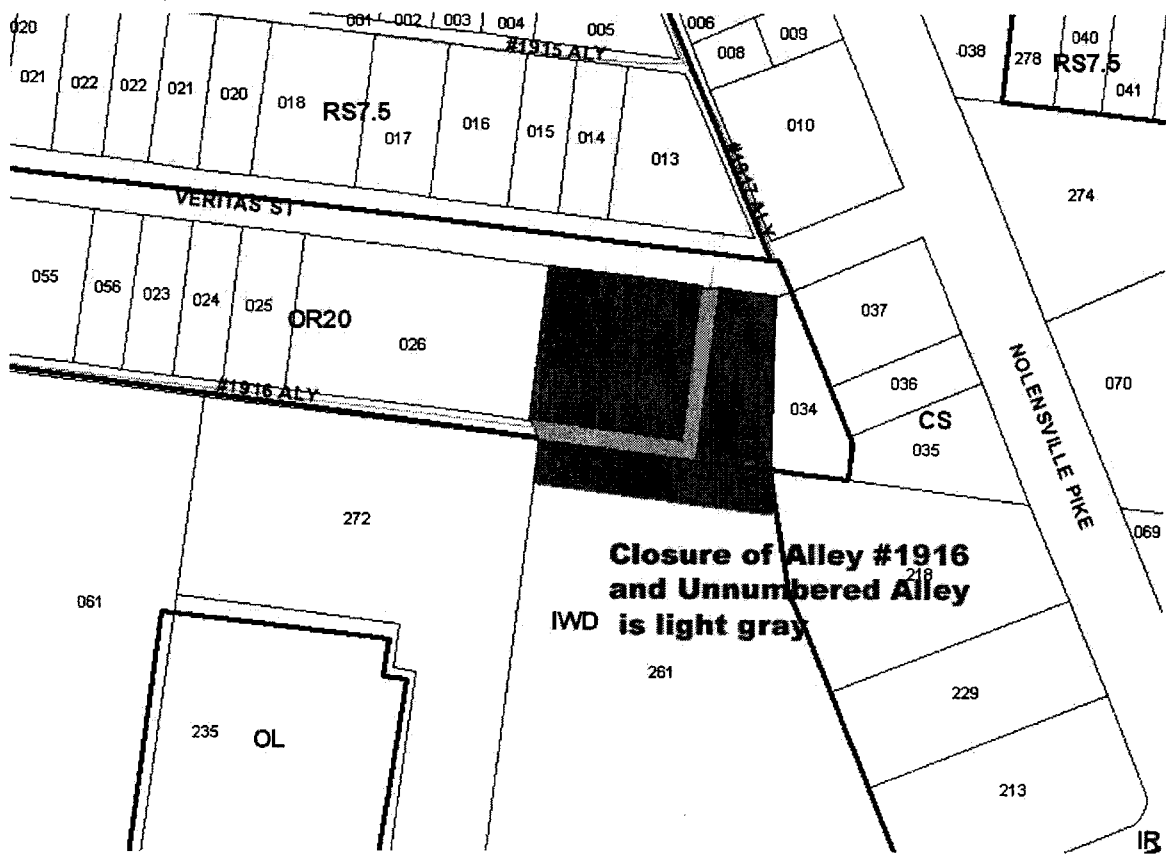 001 002 003 004 005 006 009
020 #1915 ALY 008 038 278 040 RS7.5
021 022 022 021 020 018 RS7.5 017 016 015 014 013 010 041
#1917 ALY
VERITAS ST
274
055 056 023 024 025 OR20 026 037
#1916 ALY 034 036 CS 035 NOLENSVILLE PIKE 070
272 069
Closure of Alley #1916
and Unnumbered Alley
is light gray
218
061 IWD 261
229
235 OL
213
IR